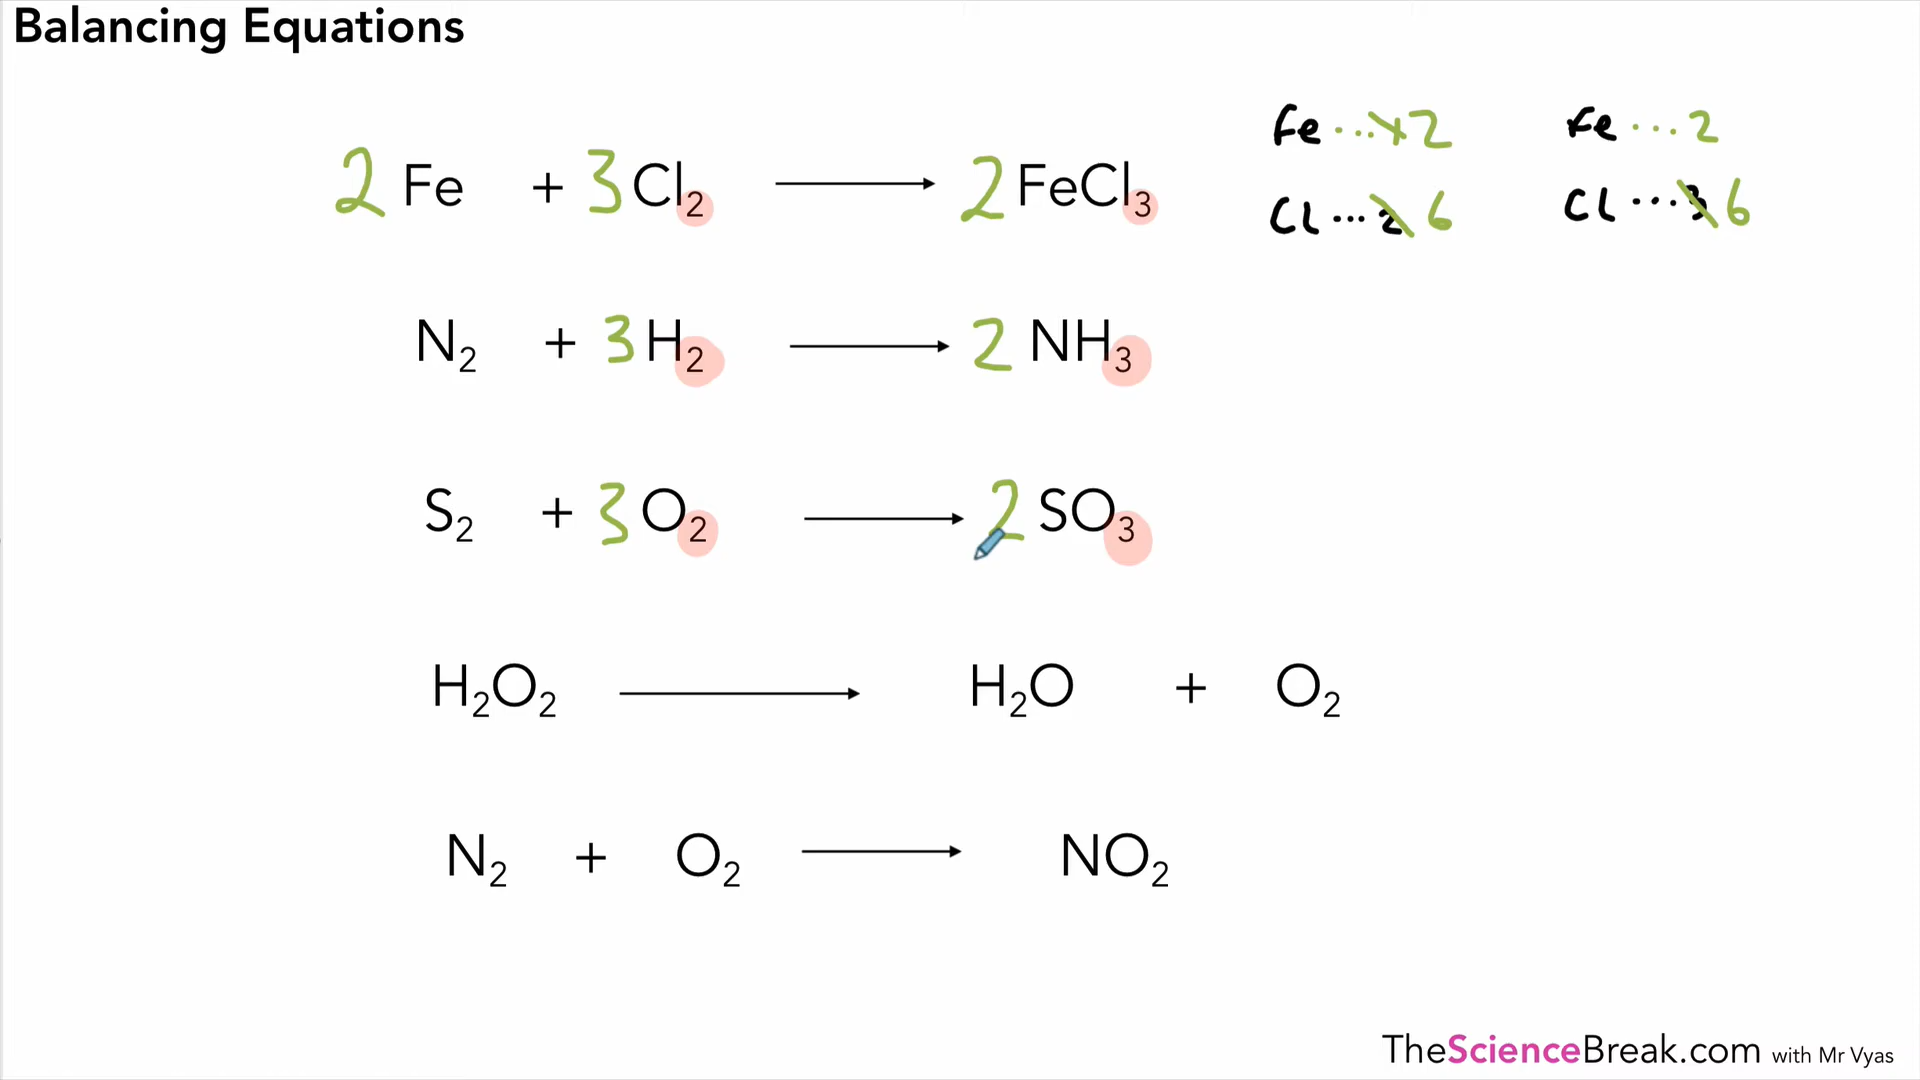 Balancing Equations
2 Fe + 3 Cl₂ → 2 FeCl₃
Fe ... 1 2
Fe ... 2
Cl ... 2 6
Cl ... 3 6
N₂ + 3 H₂ → 2 NH₃
S₂ + 3 O₂ → 2 SO₃
H₂O₂ → H₂O + O₂
N₂ + O₂ → NO₂
TheScienceBreak.com with Mr Vyas